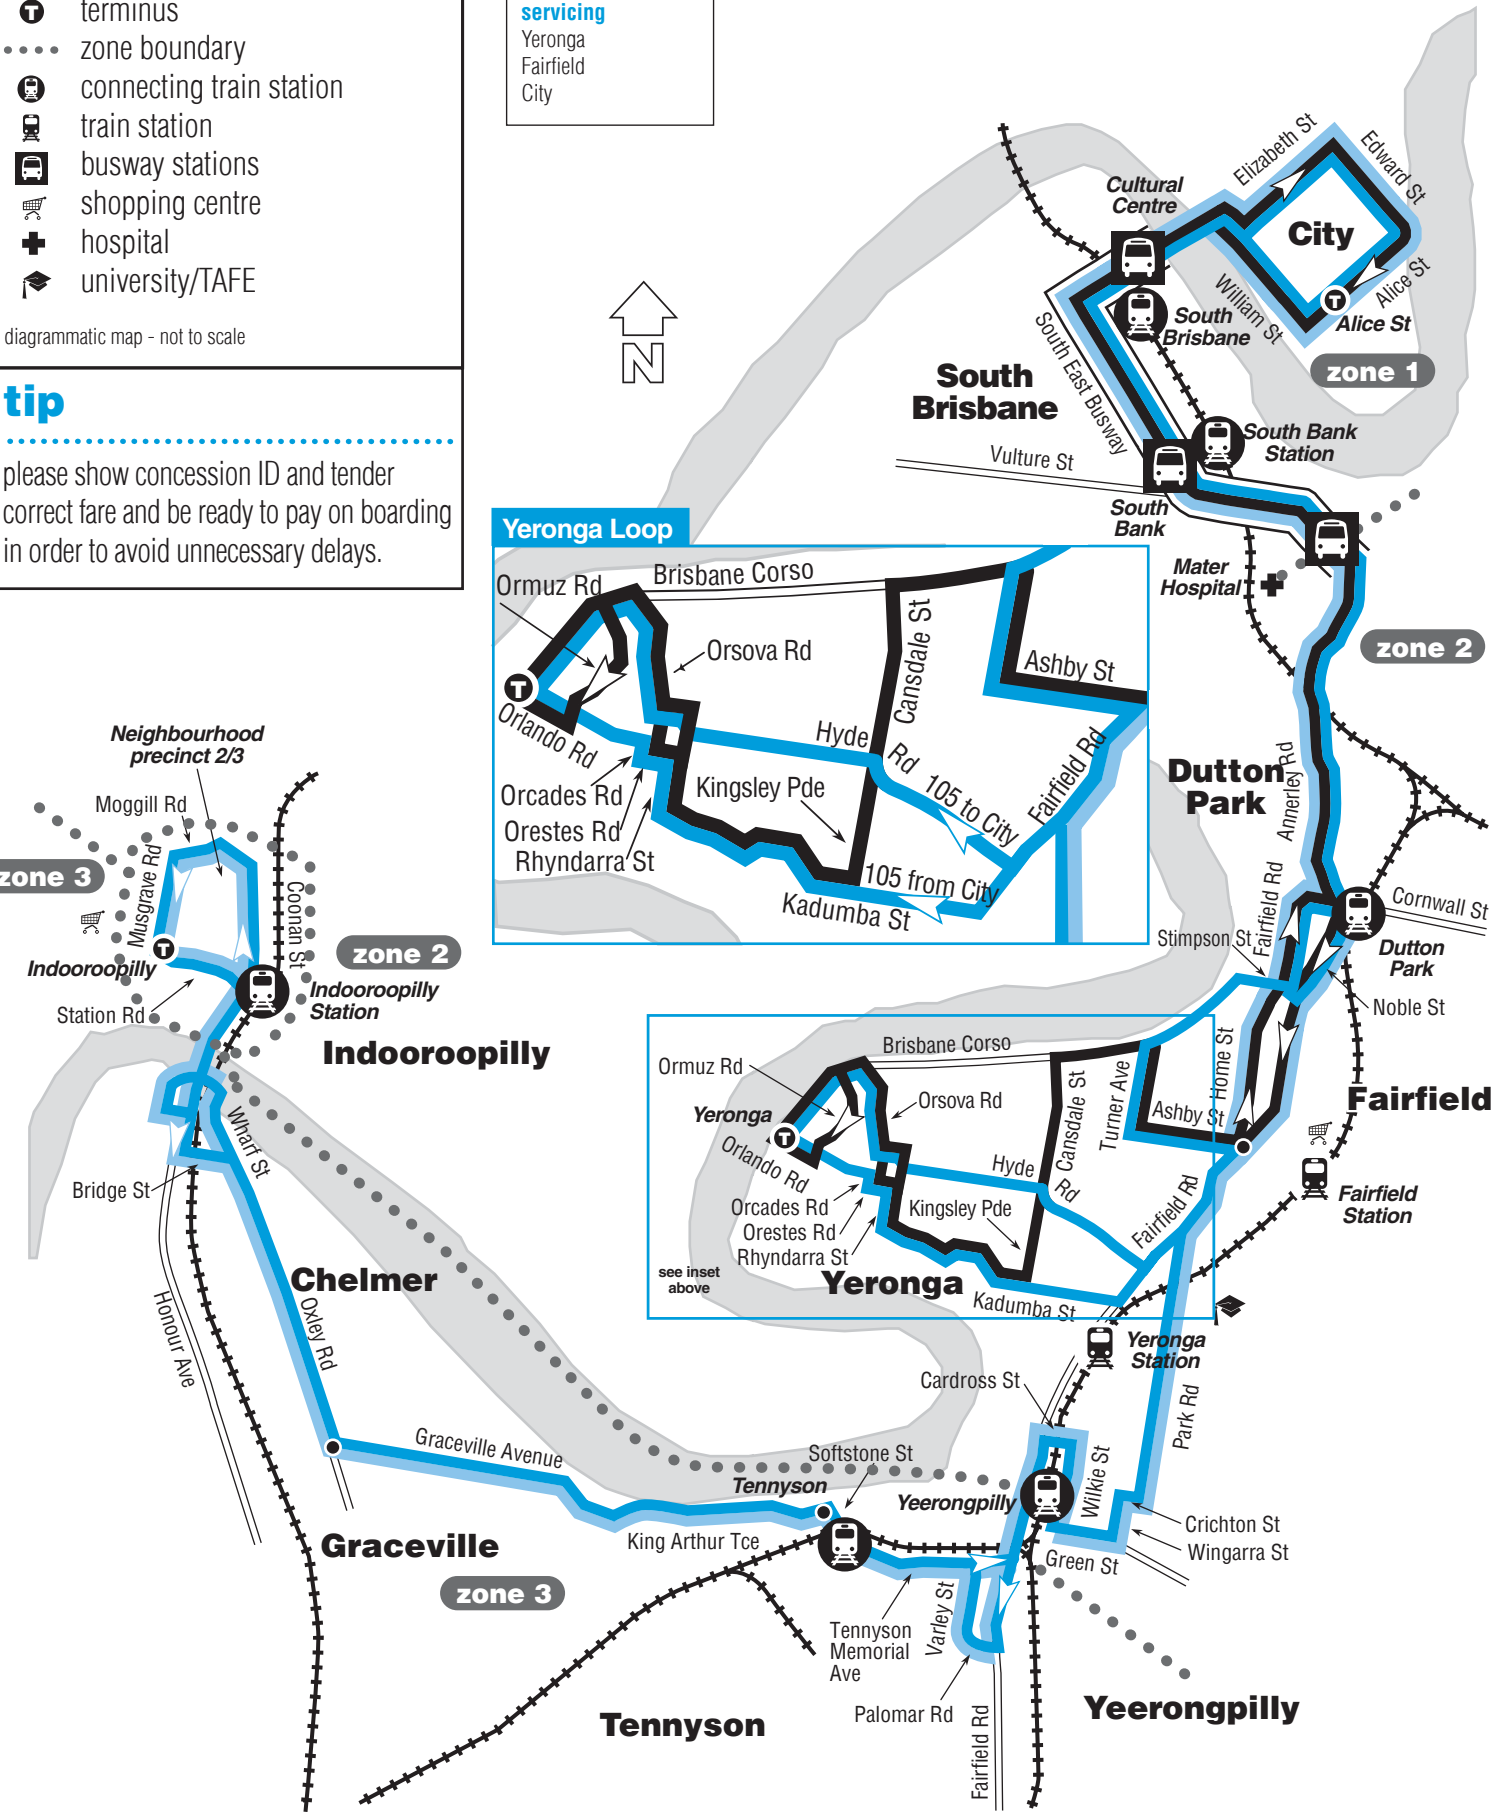 terminus
zone boundary
connecting train station
train station
busway stations
shopping centre
hospital
university/TAFE
diagrammatic map - not to scale
tip
please show concession ID and tender
correct fare and be ready to pay on boarding
in order to avoid unnecessary delays.
servicing
Yeronga
Fairfield
City
N
Elizabeth St
Edward St
Cultural
Centre
City
Alice St
William St
T
Alice St
South
Brisbane
zone 1
South East Busway
South
Brisbane
South Bank
Station
Vulture St
South
Bank
Mater
Hospital
zone 2
Yeronga Loop
Ormuz Rd
Brisbane Corso
Orsova Rd
Cansdale St
Ashby St
T
Orlando Rd
Hyde
Rd
Fairfield Rd
Orcades Rd
Kingsley Pde
105 to City
Orestes Rd
Rhyndarra St
105 from City
Kadumba St
Dutton
Park
Annerley Rd
Neighbourhood
precinct 2/3
Moggill Rd
Musgrave Rd
zone 3
Coonan St
T
Indooroopilly
zone 2
Station Rd
Indooroopilly
Station
Indooroopilly
Fairfield Rd
Cornwall St
Stimpson St
Dutton
Park
Noble St
Brisbane Corso
Ormuz Rd
Orsova Rd
Cansdale St
Turner Ave
Home St
Ashby St
Fairfield
Yeronga
T
Orlando Rd
Hyde
Rd
Orcades Rd
Kingsley Pde
Orestes Rd
Rhyndarra St
Fairfield Rd
Fairfield
Station
see inset
above
Yeronga
Kadumba St
Wharf St
Bridge St
Chelmer
Honour Ave
Oxley Rd
Yeronga
Station
Cardross St
Park Rd
Graceville Avenue
Softstone St
Tennyson
Yeerongpilly
Wilkie St
Crichton St
King Arthur Tce
Wingarra St
Green St
Graceville
zone 3
Varley St
Tennyson
Memorial
Ave
Palomar Rd
Fairfield Rd
Tennyson
Yeerongpilly